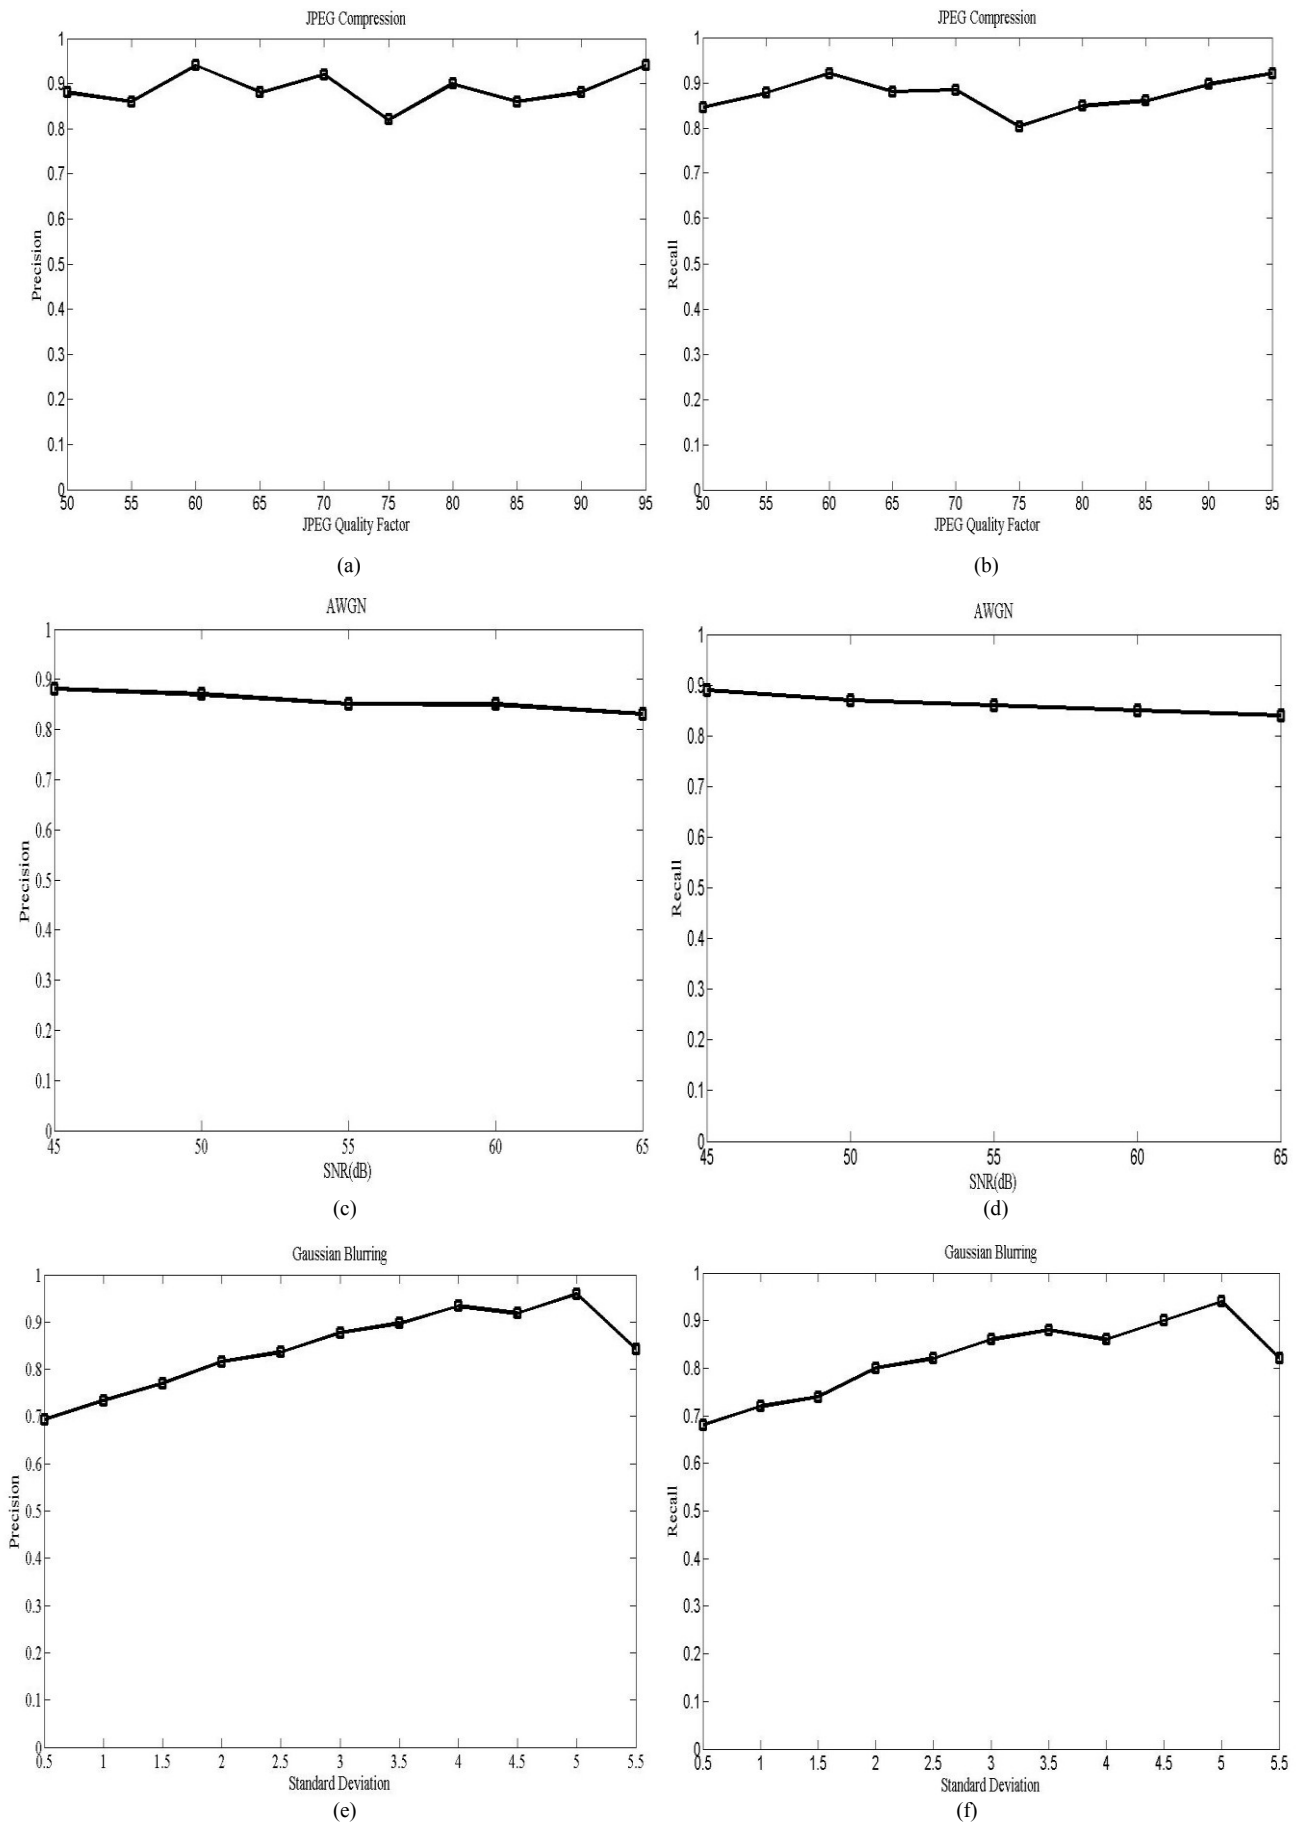 JPEG Compression
1
0.9
0.8
0.7
0.6
0.5
0.4
0.3
0.2
0.1
0
Precision
50 55 60 65 70 75 80 85 90 95
JPEG Quality Factor
(a)
JPEG Compression
1
0.9
0.8
0.7
0.6
0.5
0.4
0.3
0.2
0.1
0
Recall
50 55 60 65 70 75 80 85 90 95
JPEG Quality Factor
(b)
AWGN
1
0.9
0.8
0.7
0.6
0.5
0.4
0.3
0.2
0.1
0
Precision
45 50 55 60 65
SNR(dB)
(c)
AWGN
1
0.9
0.8
0.7
0.6
0.5
0.4
0.3
0.2
0.1
0
Recall
45 50 55 60 65
SNR(dB)
(d)
Gaussian Blurring
1
0.9
0.8
0.7
0.6
0.5
0.4
0.3
0.2
0.1
0
Precision
0.5 1 1.5 2 2.5 3 3.5 4 4.5 5 5.5
Standard Deviation
(e)
Gaussian Blurring
1
0.9
0.8
0.7
0.6
0.5
0.4
0.3
0.2
0.1
0
Recall
0.5 1 1.5 2 2.5 3 3.5 4 4.5 5 5.5
Standard Deviation
(f)